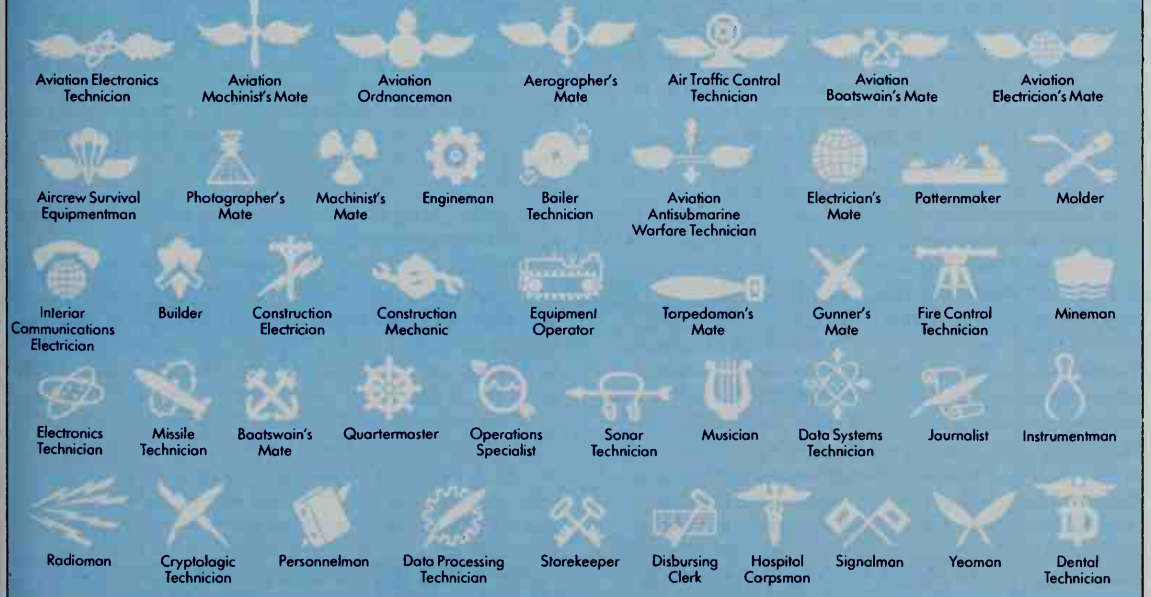 Aviation Electronics
Technician
Aviation
Machinist's Mate
Aviation
Ordnanceman
Aerographer's
Mate
Air Traffic Control
Technician
Aviation
Boatswain's Mate
Aviation
Electrician's Mate
Aircrew Survival
Equipmentman
Photographer's
Mate
Machinist's
Mate
Engineman
Boiler
Technician
Aviation
Antisubmarine
Warfare Technician
Electrician's
Mate
Patternmaker
Molder
Interior
Communications
Electrician
Builder
Construction
Electrician
Construction
Mechanic
Equipment
Operator
Torpedoman's
Mate
Gunner's
Mate
Fire Control
Technician
Mineman
Electronics
Technician
Missile
Technician
Boatswain's
Mate
Quartermaster
Operations
Specialist
Sonar
Technician
Musician
Data Systems
Technician
Journalist
Instrumentman
Radioman
Cryptologic
Technician
Personnelman
Data Processing
Technician
Storekeeper
Disbursing
Clerk
Hospital
Corpsman
Signalman
Yeoman
Dental
Technician